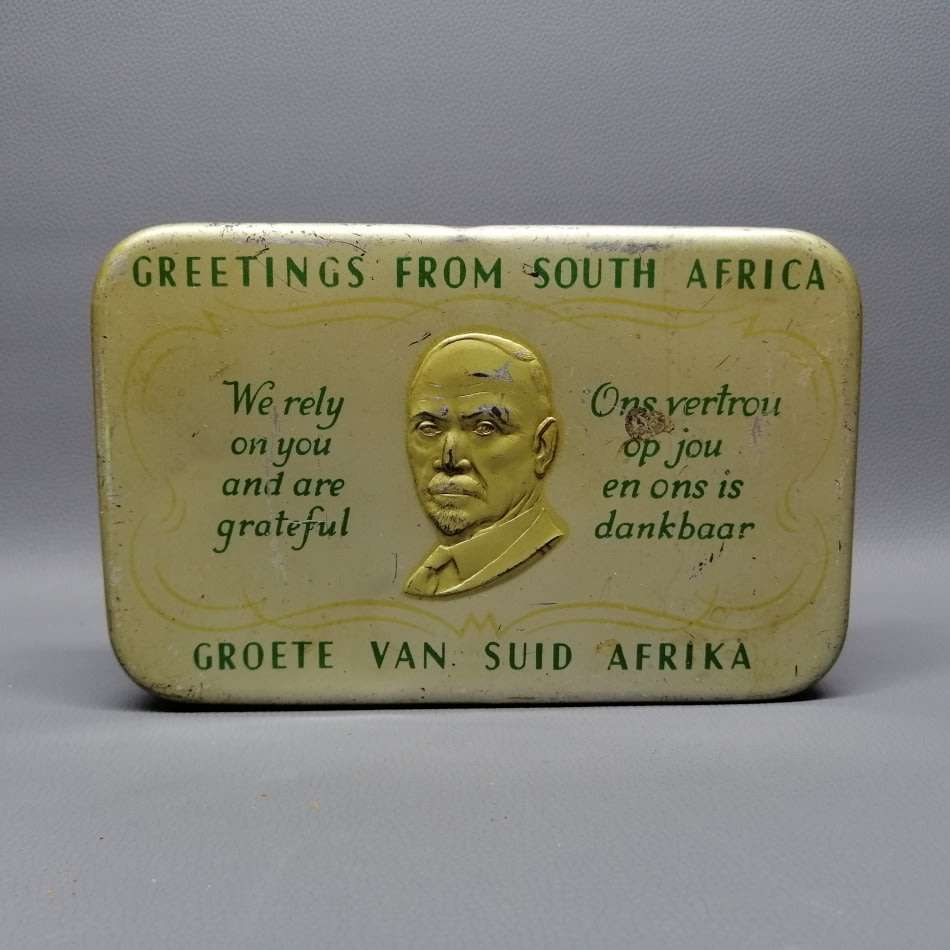 GREETINGS FROM SOUTH AFRICA
We rely
on you
and are
grateful
Ons vertrou
op jou
en ons is
dankbaar
GROETE VAN SUID AFRIKA